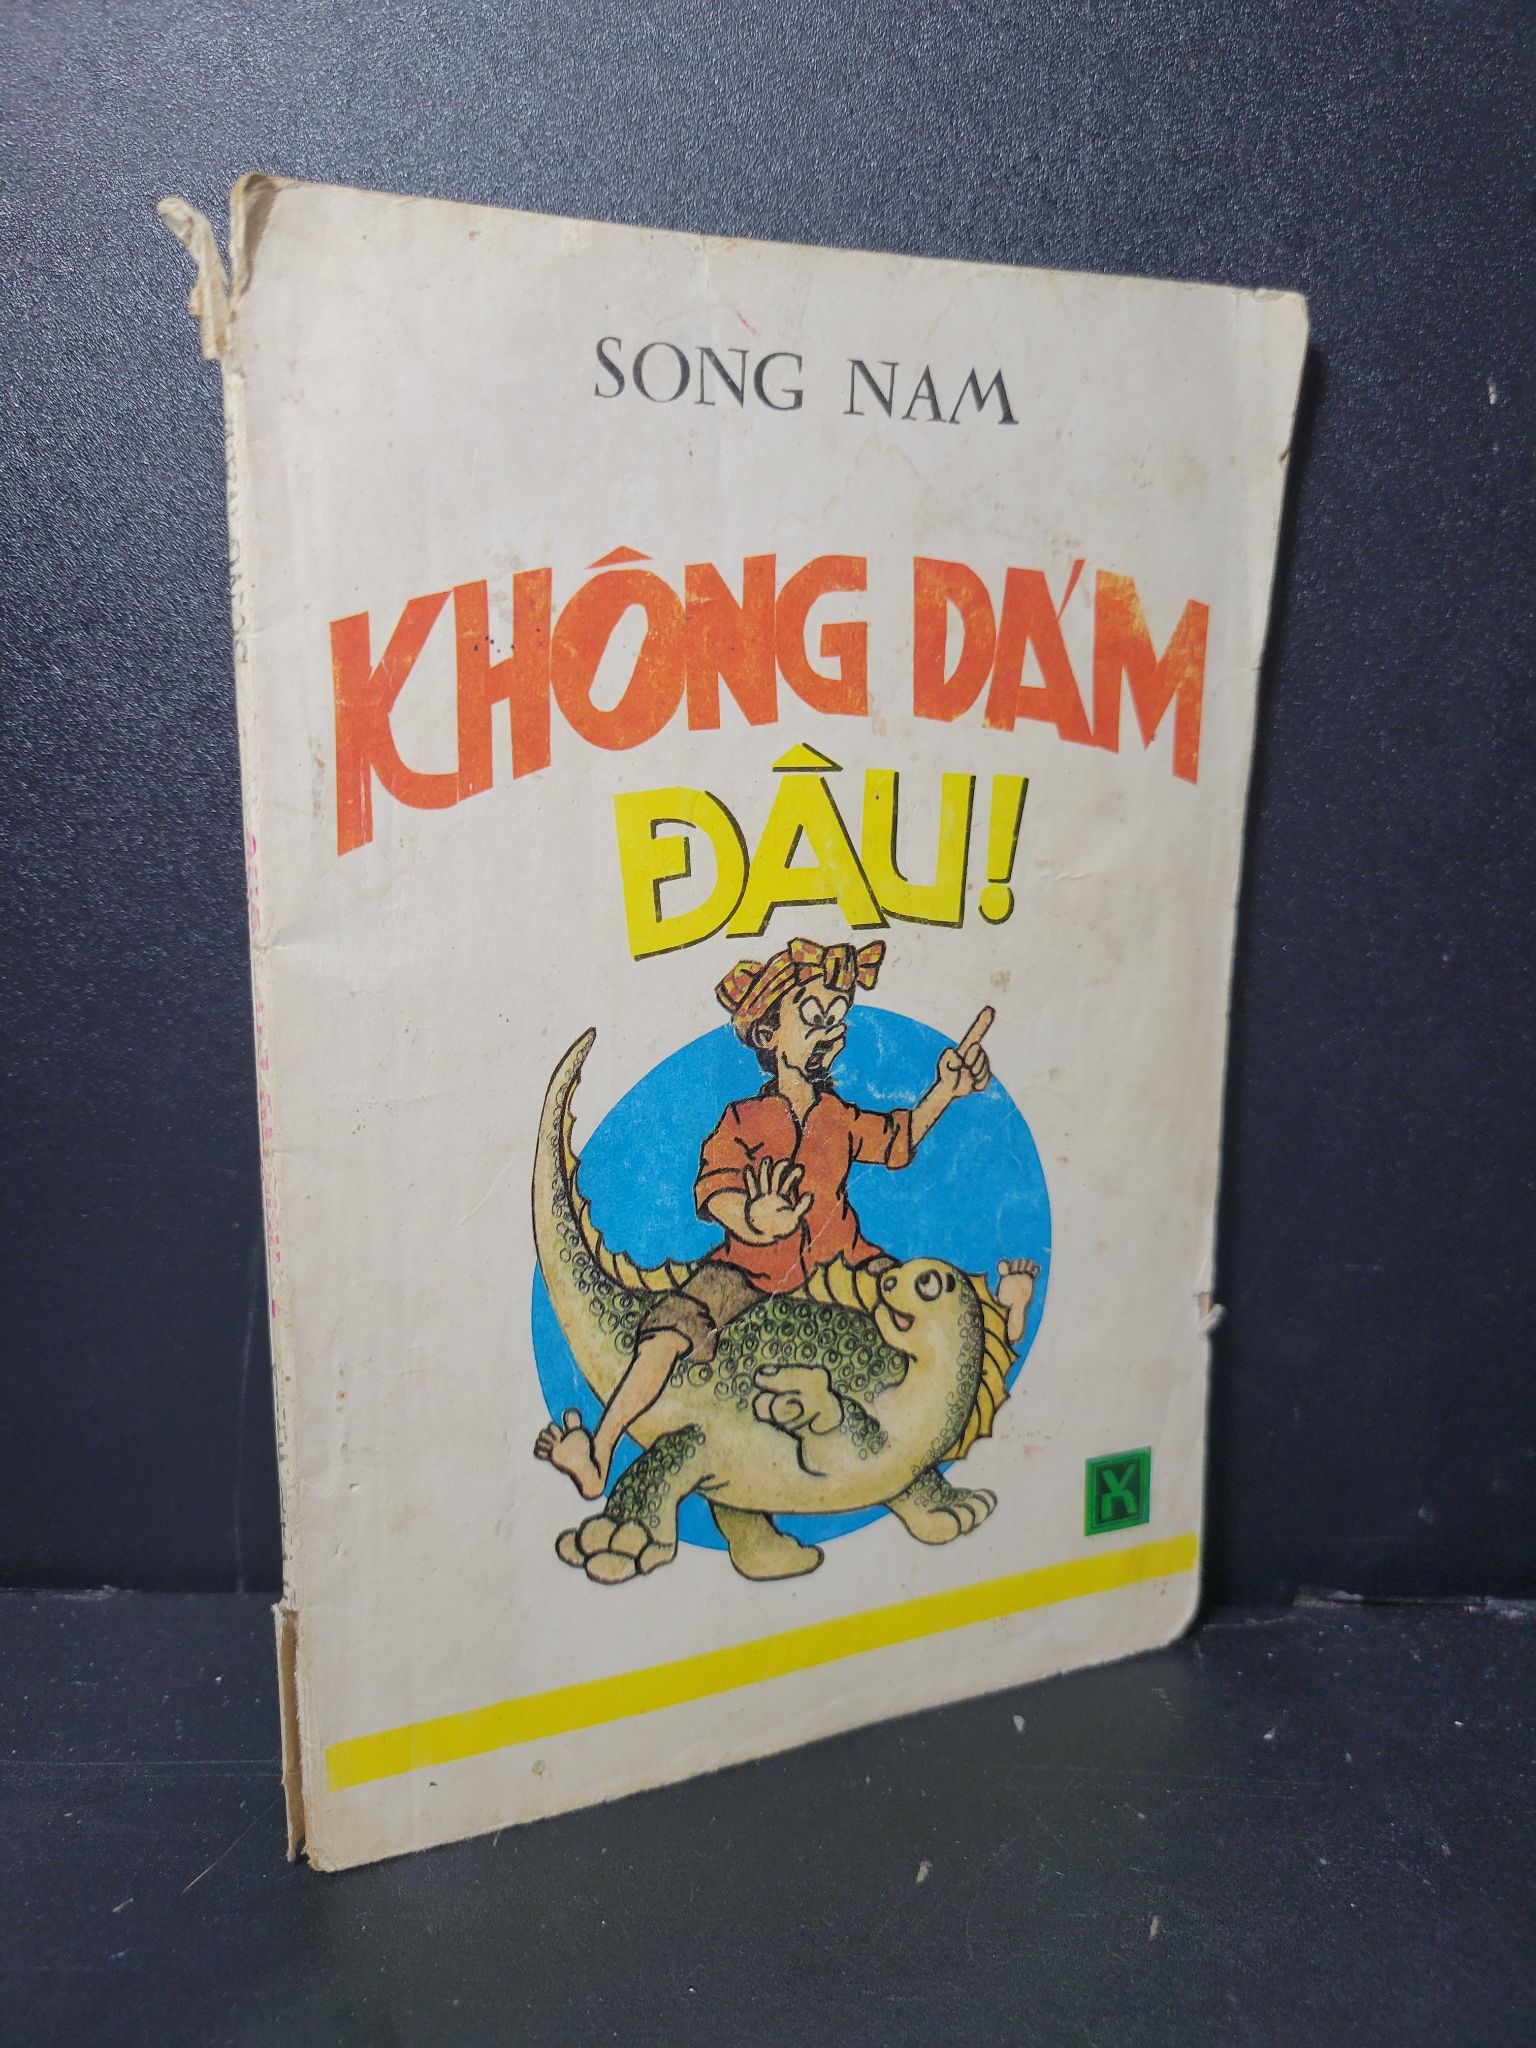 SONG NAM
KHÔNG DÁM
ĐÂU!
X